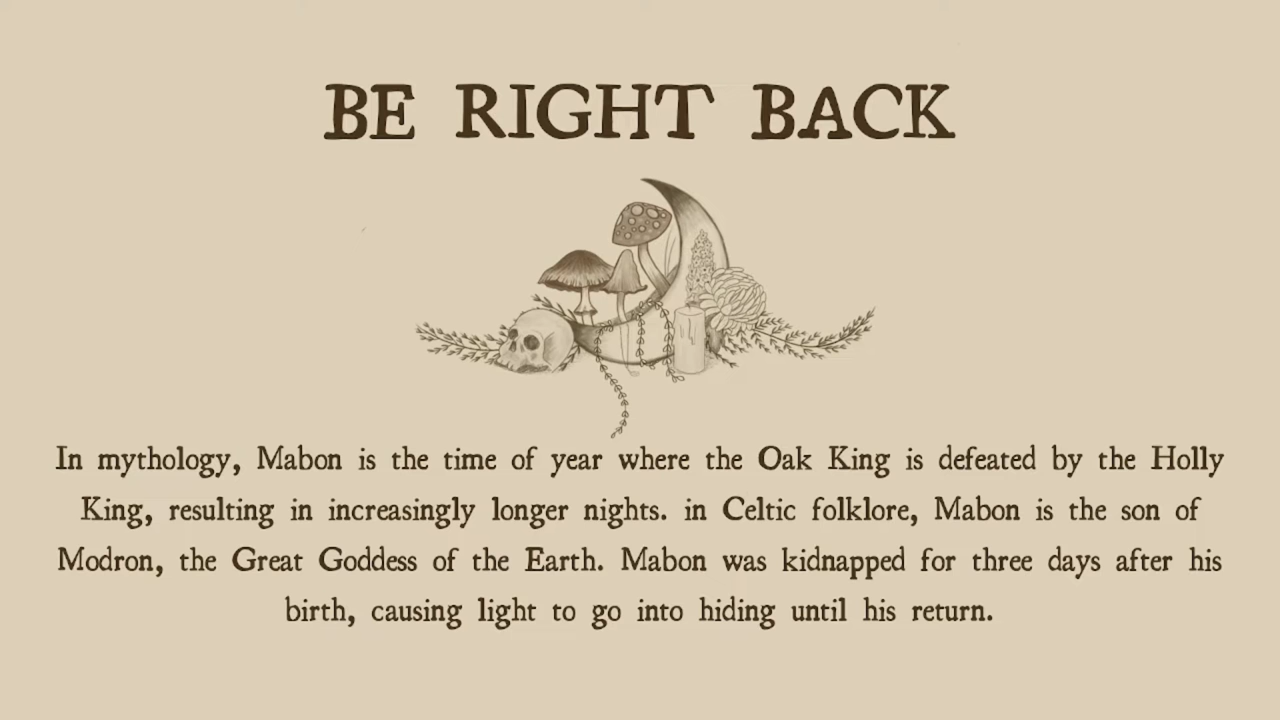 BE RIGHT BACK
In mythology, Mabon is the time of year where the Oak King is defeated by the Holly
King, resulting in increasingly longer nights. in Celtic folklore, Mabon is the son of
Modron, the Great Goddess of the Earth. Mabon was kidnapped for three days after his
birth, causing light to go into hiding until his return.